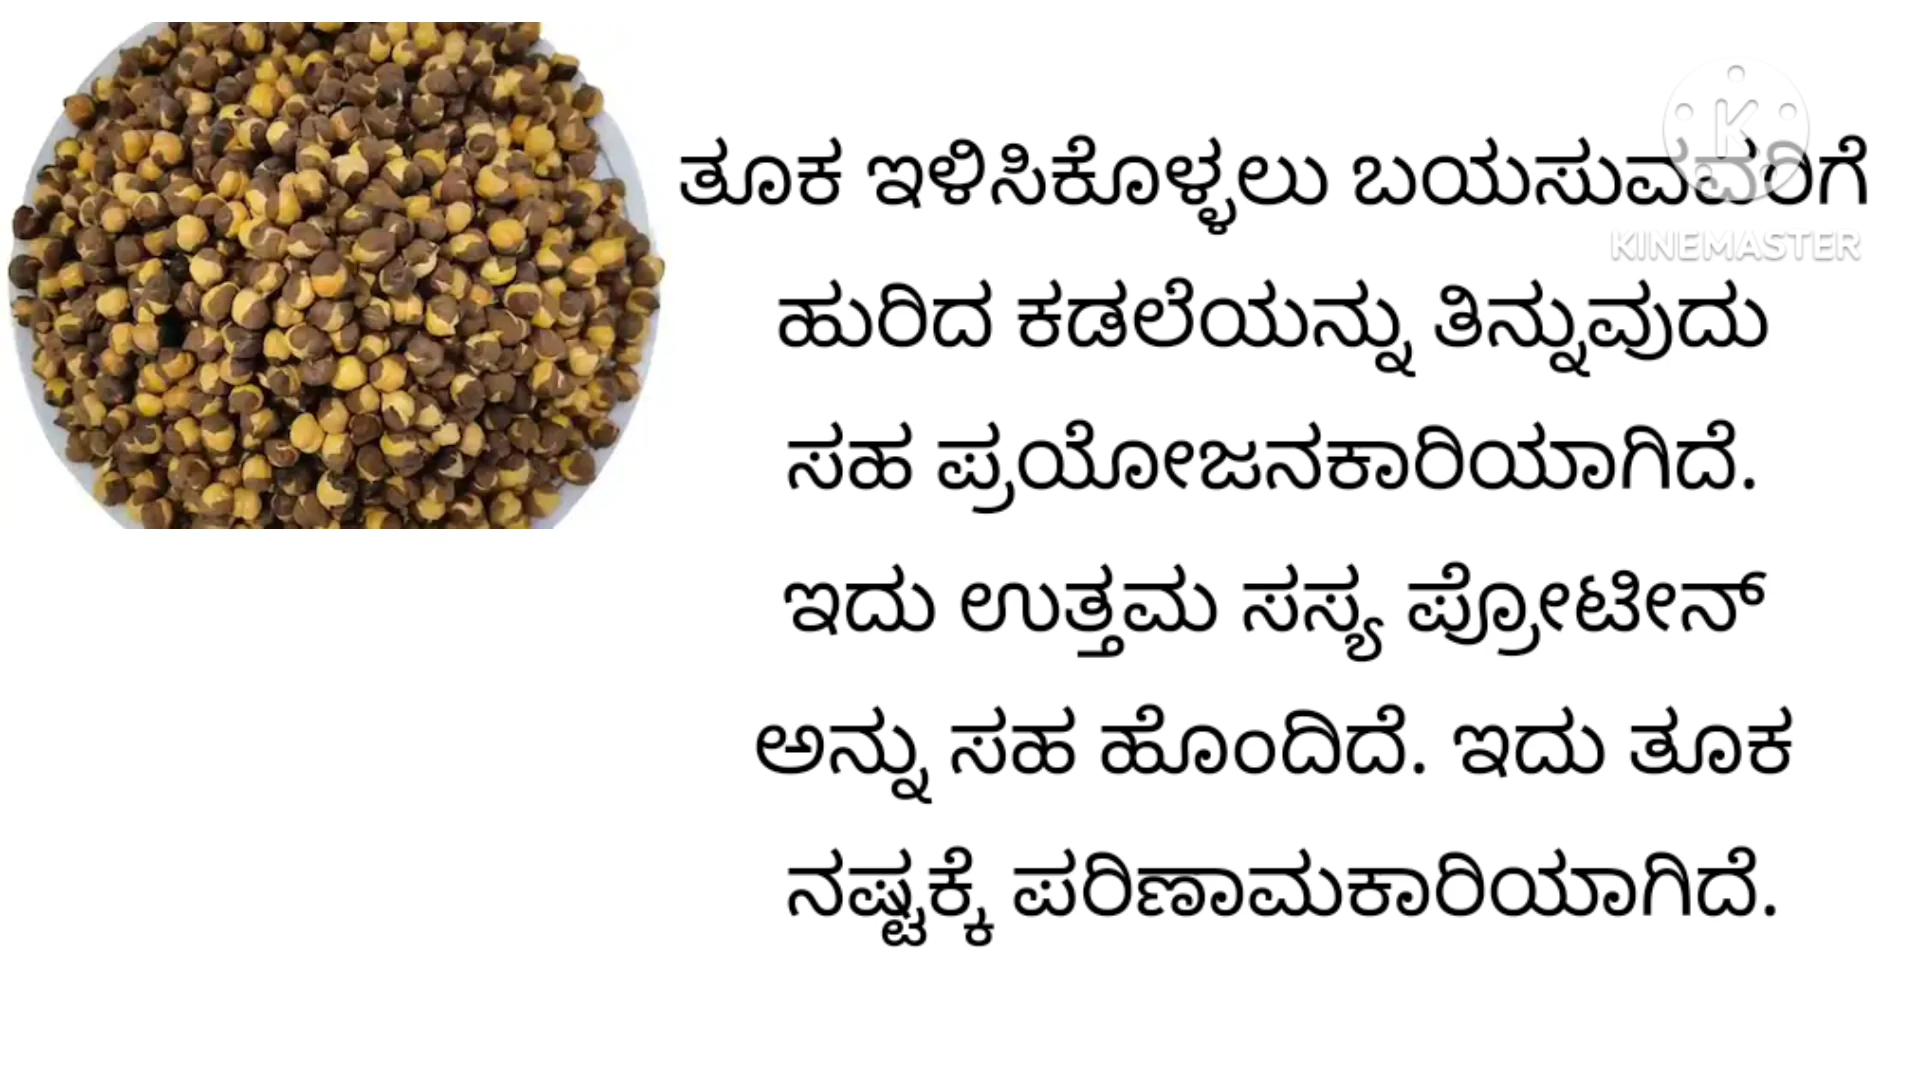 ತೂಕ ಇಳಿಸಿಕೊಳ್ಳಲು ಬಯಸುವವರಿಗೆ
ಹುರಿದ ಕಡಲೆಯನ್ನು ತಿನ್ನುವುದು
ಸಹ ಪ್ರಯೋಜನಕಾರಿಯಾಗಿದೆ.
ಇದು ಉತ್ತಮ ಸಸ್ಯ ಪ್ರೋಟೀನ್
ಅನ್ನು ಸಹ ಹೊಂದಿದೆ. ಇದು ತೂಕ
ನಷ್ಟಕ್ಕೆ ಪರಿಣಾಮಕಾರಿಯಾಗಿದೆ.
K
KINEMASTER